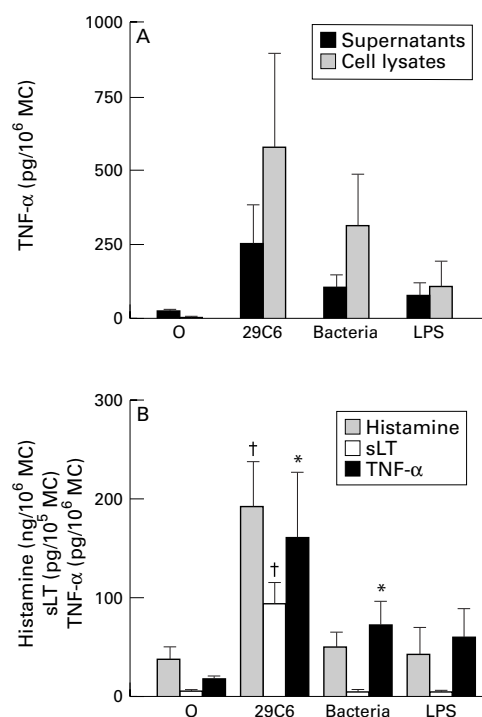 A
Supernatants
Cell lysates
TNF-α (pg/10⁶ MC)
1000
750
500
250
0
O 29C6 Bacteria LPS
B
Histamine
sLT
TNF-α
Histamine (ng/10⁶ MC)
sLT (pg/10⁵ MC)
TNF-α (pg/10⁶ MC)
300
200
100
0
† † * *
O 29C6 Bacteria LPS